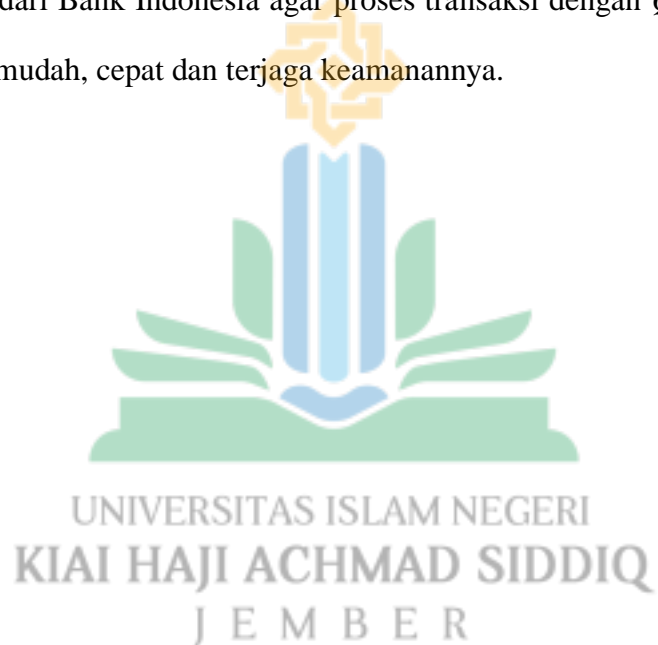 dari Bank Indonesia agar proses transaksi dengan
mudah, cepat dan terjaga keamanannya.
UNIVERSITAS ISLAM NEGERI
KIAI HAJI ACHMAD SIDDIQ
JEMBER